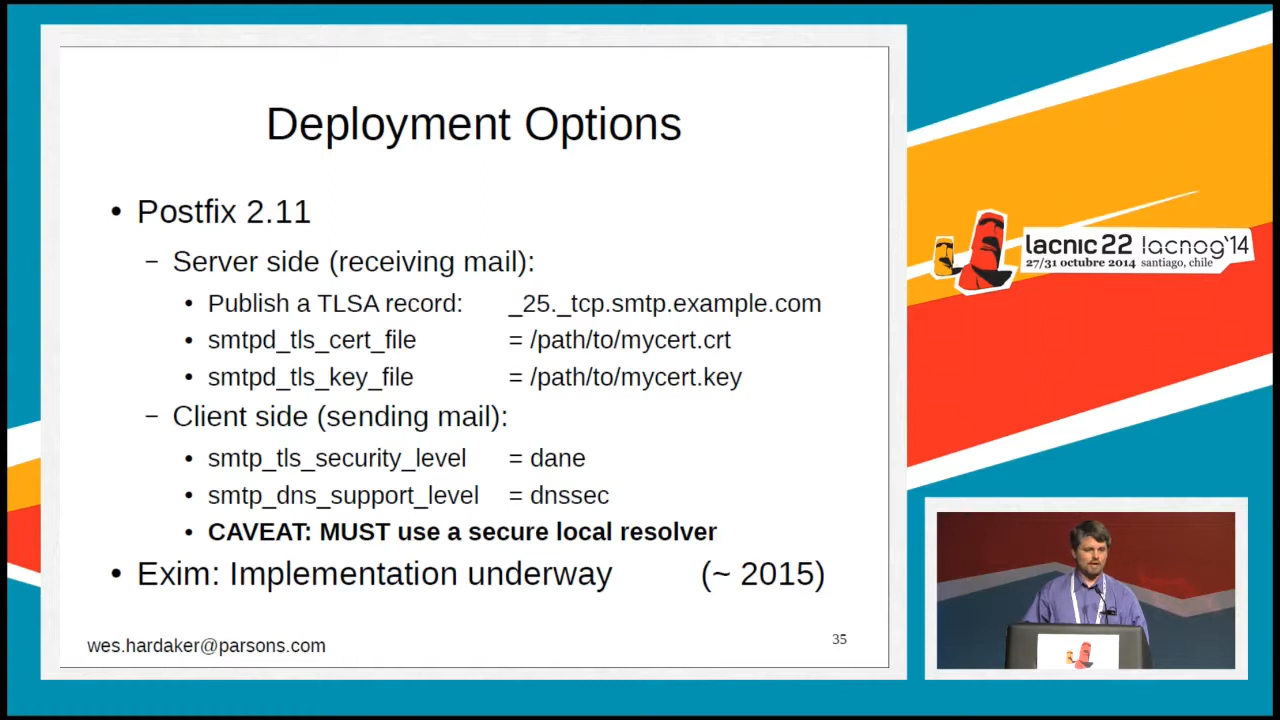 Deployment Options
• Postfix 2.11
– Server side (receiving mail):
• Publish a TLSA record: _25._tcp.smtp.example.com
• smtpd_tls_cert_file = /path/to/mycert.crt
• smtpd_tls_key_file = /path/to/mycert.key
– Client side (sending mail):
• smtp_tls_security_level = dane
• smtp_dns_support_level = dnssec
• CAVEAT: MUST use a secure local resolver
• Exim: Implementation underway (~ 2015)
wes.hardaker@parsons.com
35
lacnic 22 lacnog'14
27/31 octubre 2014 santiago, chile